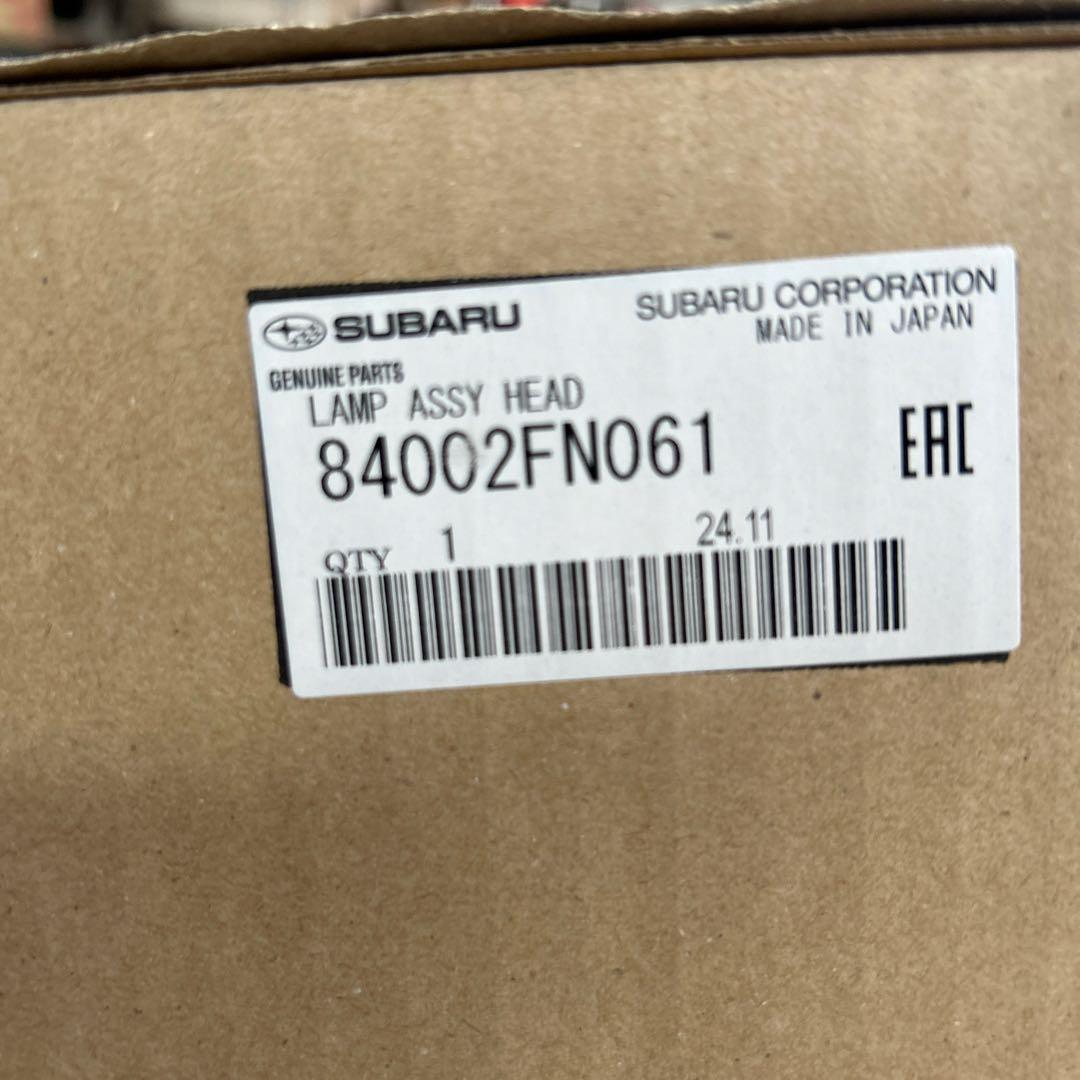 SUBARU
SUBARU CORPORATION
MADE IN JAPAN
GENUINE PARTS
LAMP ASSY HEAD
84002FN061
EAC
QTY 1
24.11